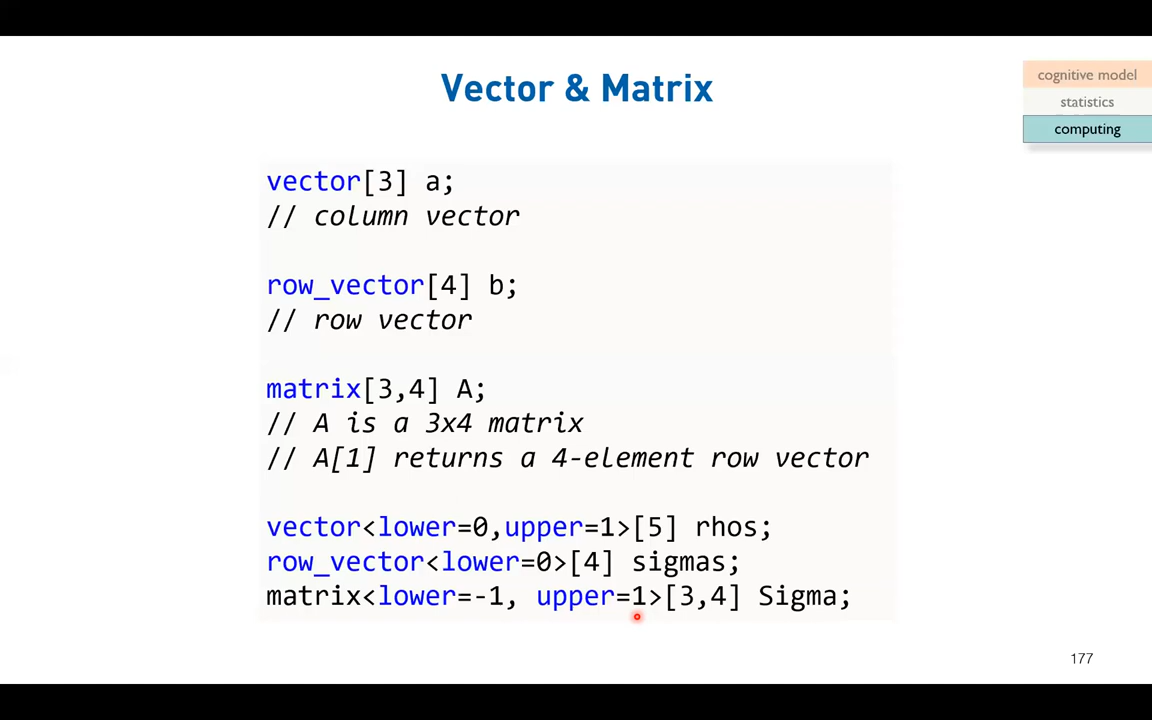 Vector & Matrix
cognitive model
statistics
computing
vector[3] a;
// column vector
row_vector[4] b;
// row vector
matrix[3,4] A;
// A is a 3x4 matrix
// A[1] returns a 4-element row vector
vector<lower=0,upper=1>[5] rhos;
row_vector<lower=0>[4] sigmas;
matrix<lower=-1, upper=1>[3,4] Sigma;
177